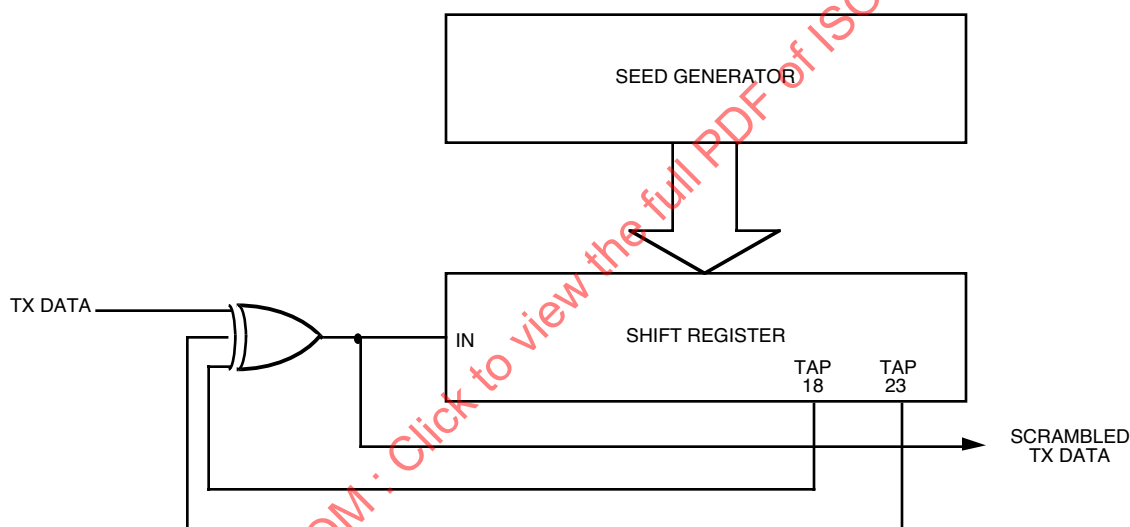 SEED GENERATOR
TX DATA
IN
SHIFT REGISTER
TAP
18
TAP
23
SCRAMBLED
TX DATA
OM : Click to view the full PDF of ISO